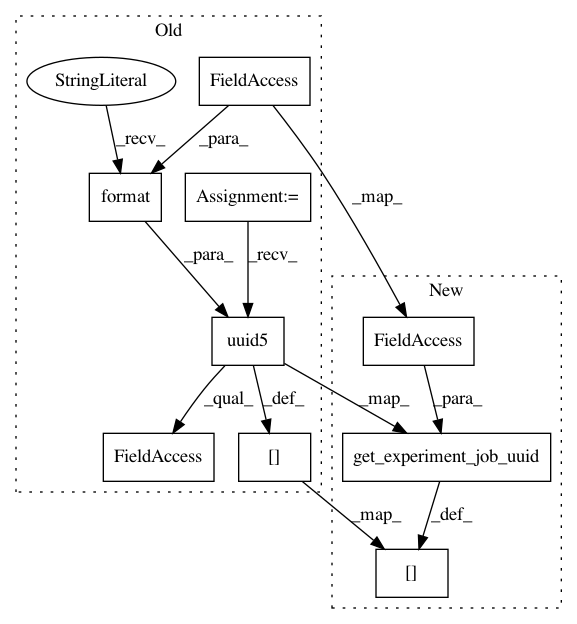 Old
StringLiteral
FieldAccess
_recv_
_para_
format
Assignment:=
_map_
_para_
_recv_
New
uuid5
FieldAccess
_qual_
_def_
_map_
_para_
FieldAccess
[]
get_experiment_job_uuid
_map_
_def_
[]